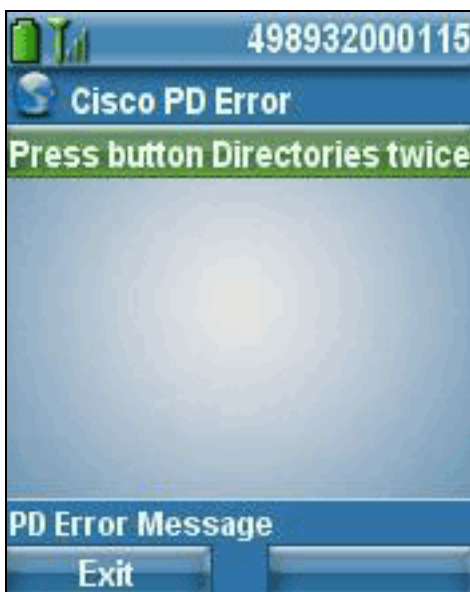 498932000115
Cisco PD Error
Press button Directories twice
PD Error Message
Exit